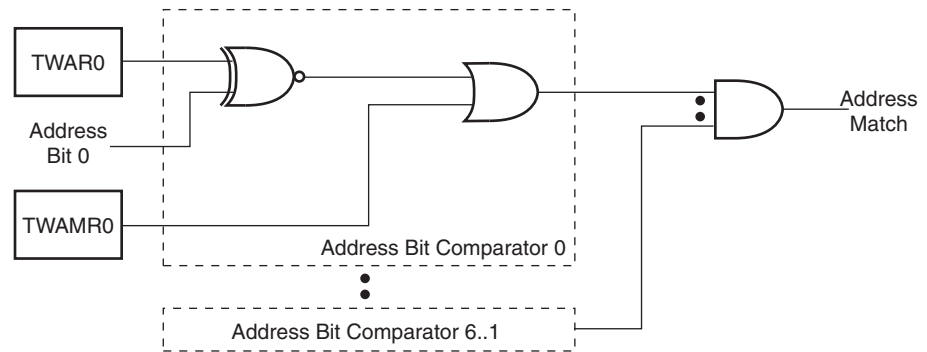 TWAR0
Address
Bit 0
TWAMR0
Address Bit Comparator 0
Address Bit Comparator 6..1
Address
Match